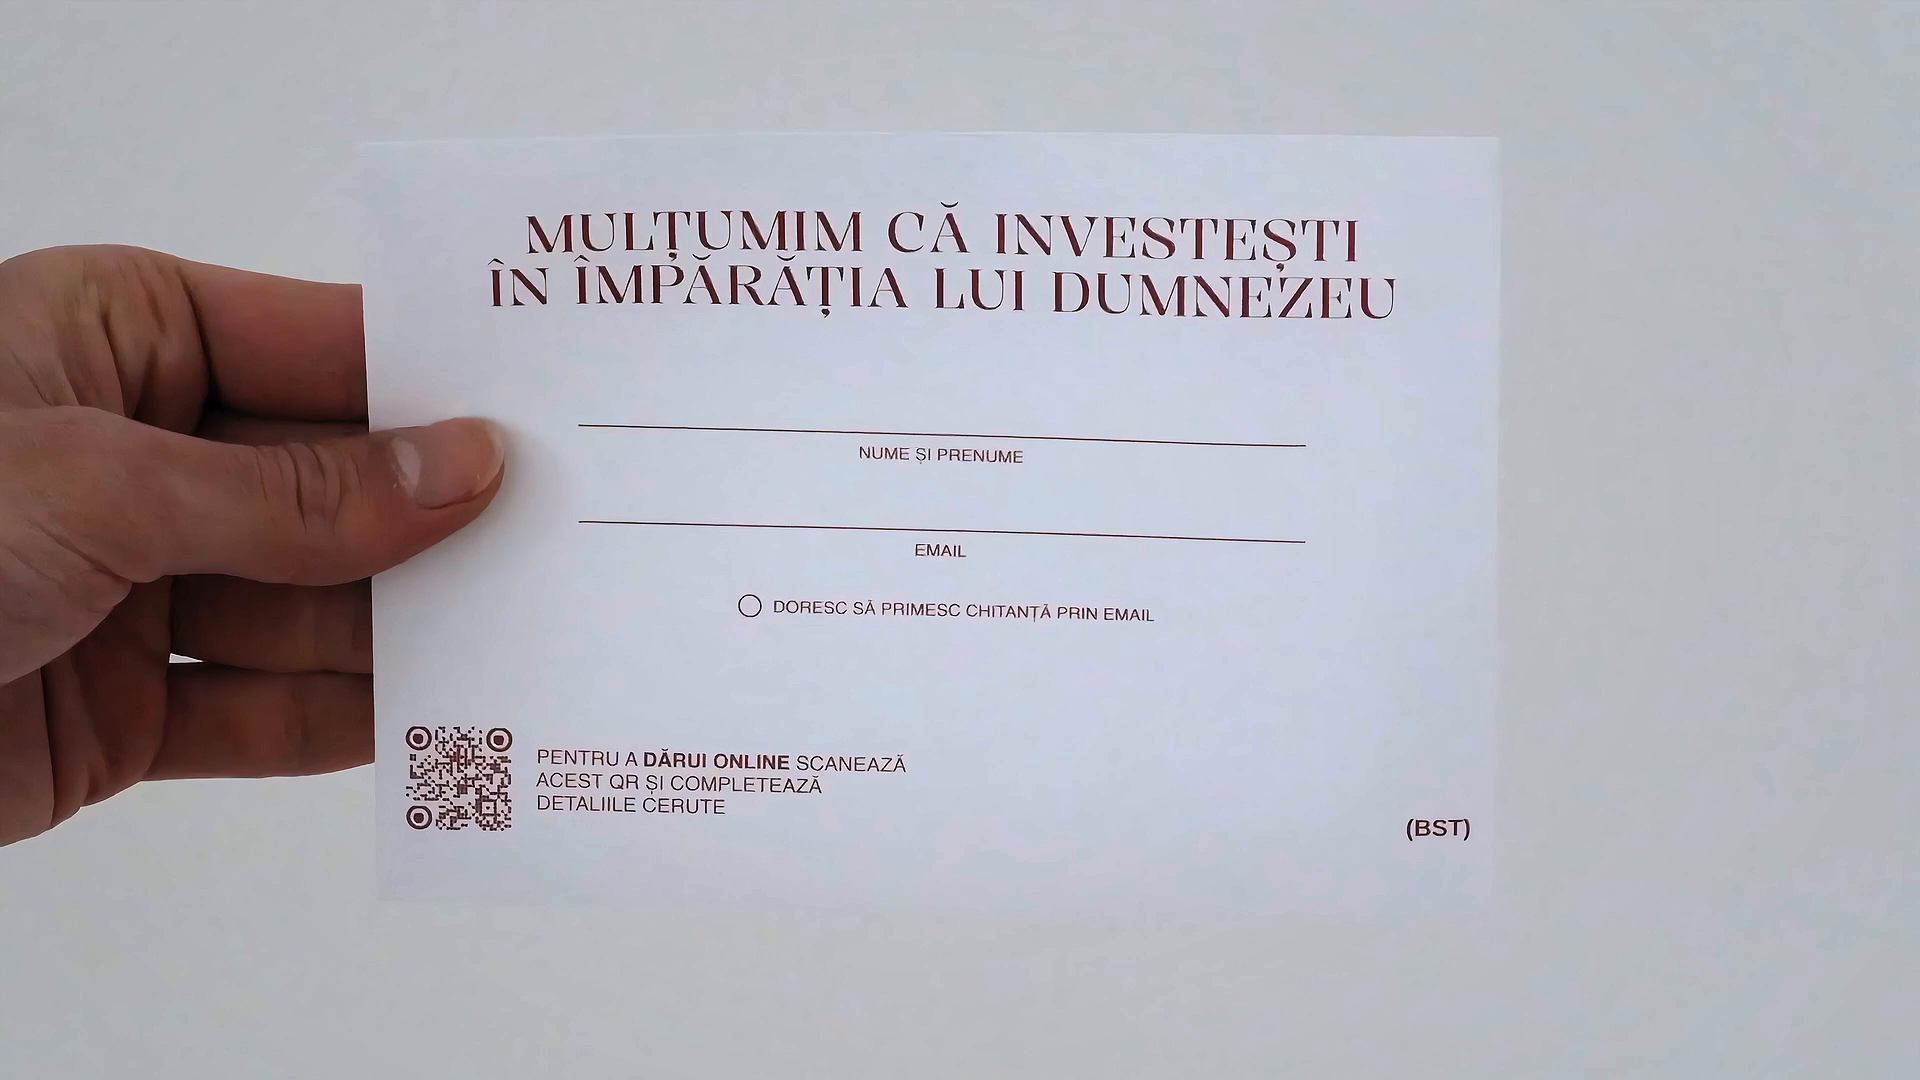 MULȚUMIM CĂ INVESTEȘTI
ÎN ÎMPĂRĂȚIA LUI DUMNEZEU
NUME ȘI PRENUME
EMAIL
DORESC SĂ PRIMESC CHITANȚĂ PRIN EMAIL
PENTRU A DĂRUI ONLINE SCANEAZĂ
ACEST QR ȘI COMPLETEAZĂ
DETALIILE CERUTE
(BST)